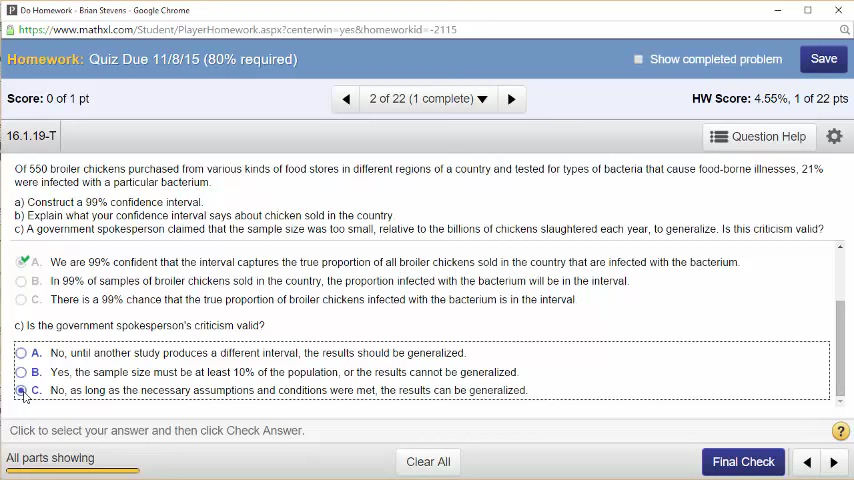 Do Homework - Brian Stevens - Google Chrome
https://www.mathxl.com/Student/PlayerHomework.aspx?centerwin=yes&homeworkid=-2115
Homework: Quiz Due 11/8/15 (80% required)
Show completed problem
Save
Score: 0 of 1 pt
2 of 22 (1 complete)
HW Score: 4.55%, 1 of 22 pts
16.1.19-T
Question Help
Of 550 broiler chickens purchased from various kinds of food stores in different regions of a country and tested for types of bacteria that cause food-borne illnesses, 21%
were infected with a particular bacterium.
a) Construct a 99% confidence interval.
b) Explain what your confidence interval says about chicken sold in the country.
c) A government spokesperson claimed that the sample size was too small, relative to the billions of chickens slaughtered each year, to generalize. Is this criticism valid?
A. We are 99% confident that the interval captures the true proportion of all broiler chickens sold in the country that are infected with the bacterium.
B. In 99% of samples of broiler chickens sold in the country, the proportion infected with the bacterium will be in the interval.
C. There is a 99% chance that the true proportion of broiler chickens infected with the bacterium is in the interval.
c) Is the government spokesperson's criticism valid?
A. No, until another study produces a different interval, the results should be generalized.
B. Yes, the sample size must be at least 10% of the population, or the results cannot be generalized.
C. No, as long as the necessary assumptions and conditions were met, the results can be generalized.
Click to select your answer and then click Check Answer.
?
All parts showing
Clear All
Final Check